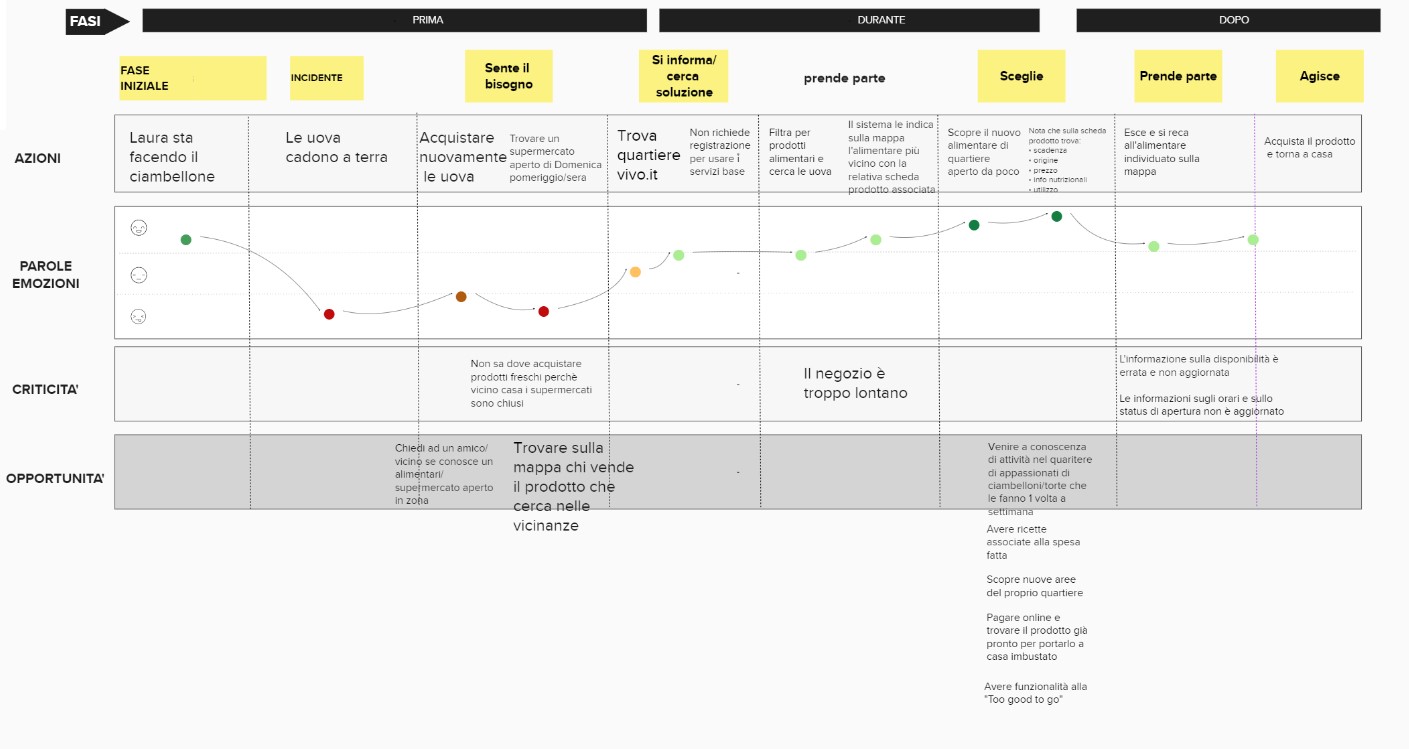 FASI
PRIMA
DURANTE
DOPO
FASE
INIZIALE
INCIDENTE
Sente il
bisogno
Si informa/
cerca
soluzione
prende parte
Sceglie
Prende parte
Agisce
AZIONI
Laura sta
facendo il
ciambellone
Le uova
cadono a terra
Acquistare
nuovamente
le uova
Trovare un
supermercato
aperto di Domenica
pomeriggio/sera
Trova
quartiere
vivo.it
Non richiede
registrazione
per usare i
servizi base
Filtra per
prodotti
alimentari e
cerca le uova
Il sistema le indica
sulla mappa
l'alimentare più
vicino con la
relativa scheda
prodotto associata
Scopre il nuovo
alimentare di
quartiere
aperto da poco
Nota che sulla scheda
prodotto trova:
• scadenza
• origine
• prezzo
• info nutrizionali
• utilizzo
Esce e si reca
all'alimentare
individuato sulla
mappa
Acquista il prodotto
e torna a casa
PAROLE
EMOZIONI
-
CRITICITA'
Non sa dove acquistare
prodotti freschi perchè
vicino casa i supermercati
sono chiusi
-
Il negozio è
troppo lontano
L'informazione sulla disponibilità è
errata e non aggiornata
Le informazioni sugli orari e sullo
status di apertura non è aggiornato
OPPORTUNITA'
Chiedi ad un amico/
vicino se conosce un
alimentari/
supermercato aperto
in zona
Trovare sulla
mappa chi vende
il prodotto che
cerca nelle
vicinanze
-
Venire a conoscenza
di attività nel quaritere
di appassionati di
ciambelloni/torte che
le fanno 1 volta a
settimana
Avere ricette
associate alla spesa
fatta
Scopre nuove aree
del proprio quartiere
Pagare online e
trovare il prodotto già
pronto per portarlo a
casa imbustato
Avere funzionalità alla
"Too good to go"